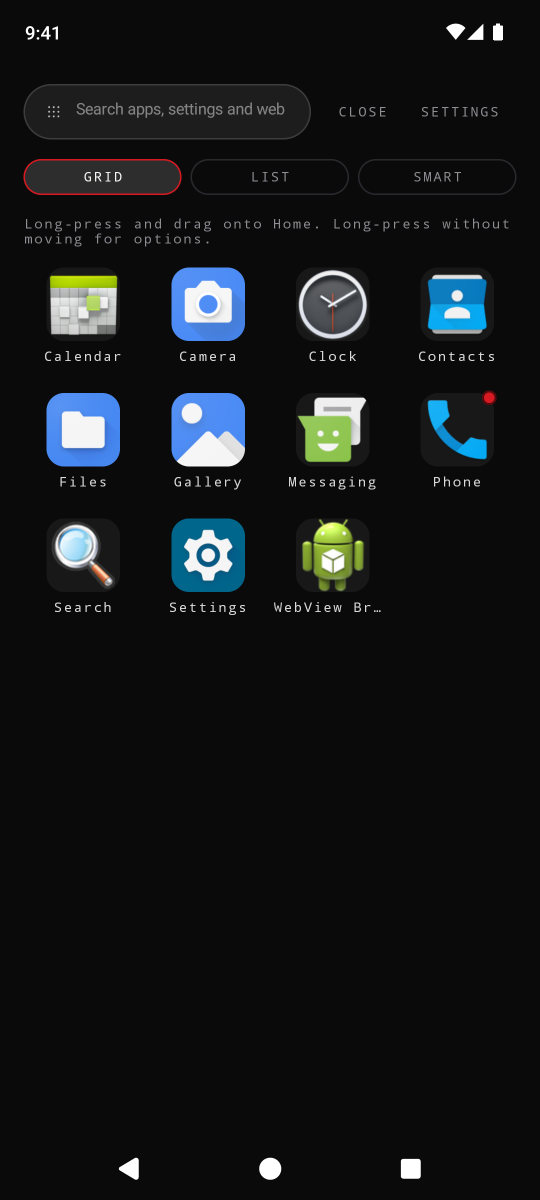 9:41
Search apps, settings and web
CLOSE
SETTINGS
GRID
LIST
SMART
Long-press and drag onto Home. Long-press without
moving for options.
Calendar
Camera
Clock
Contacts
Files
Gallery
Messaging
Phone
Search
Settings
WebView Br…